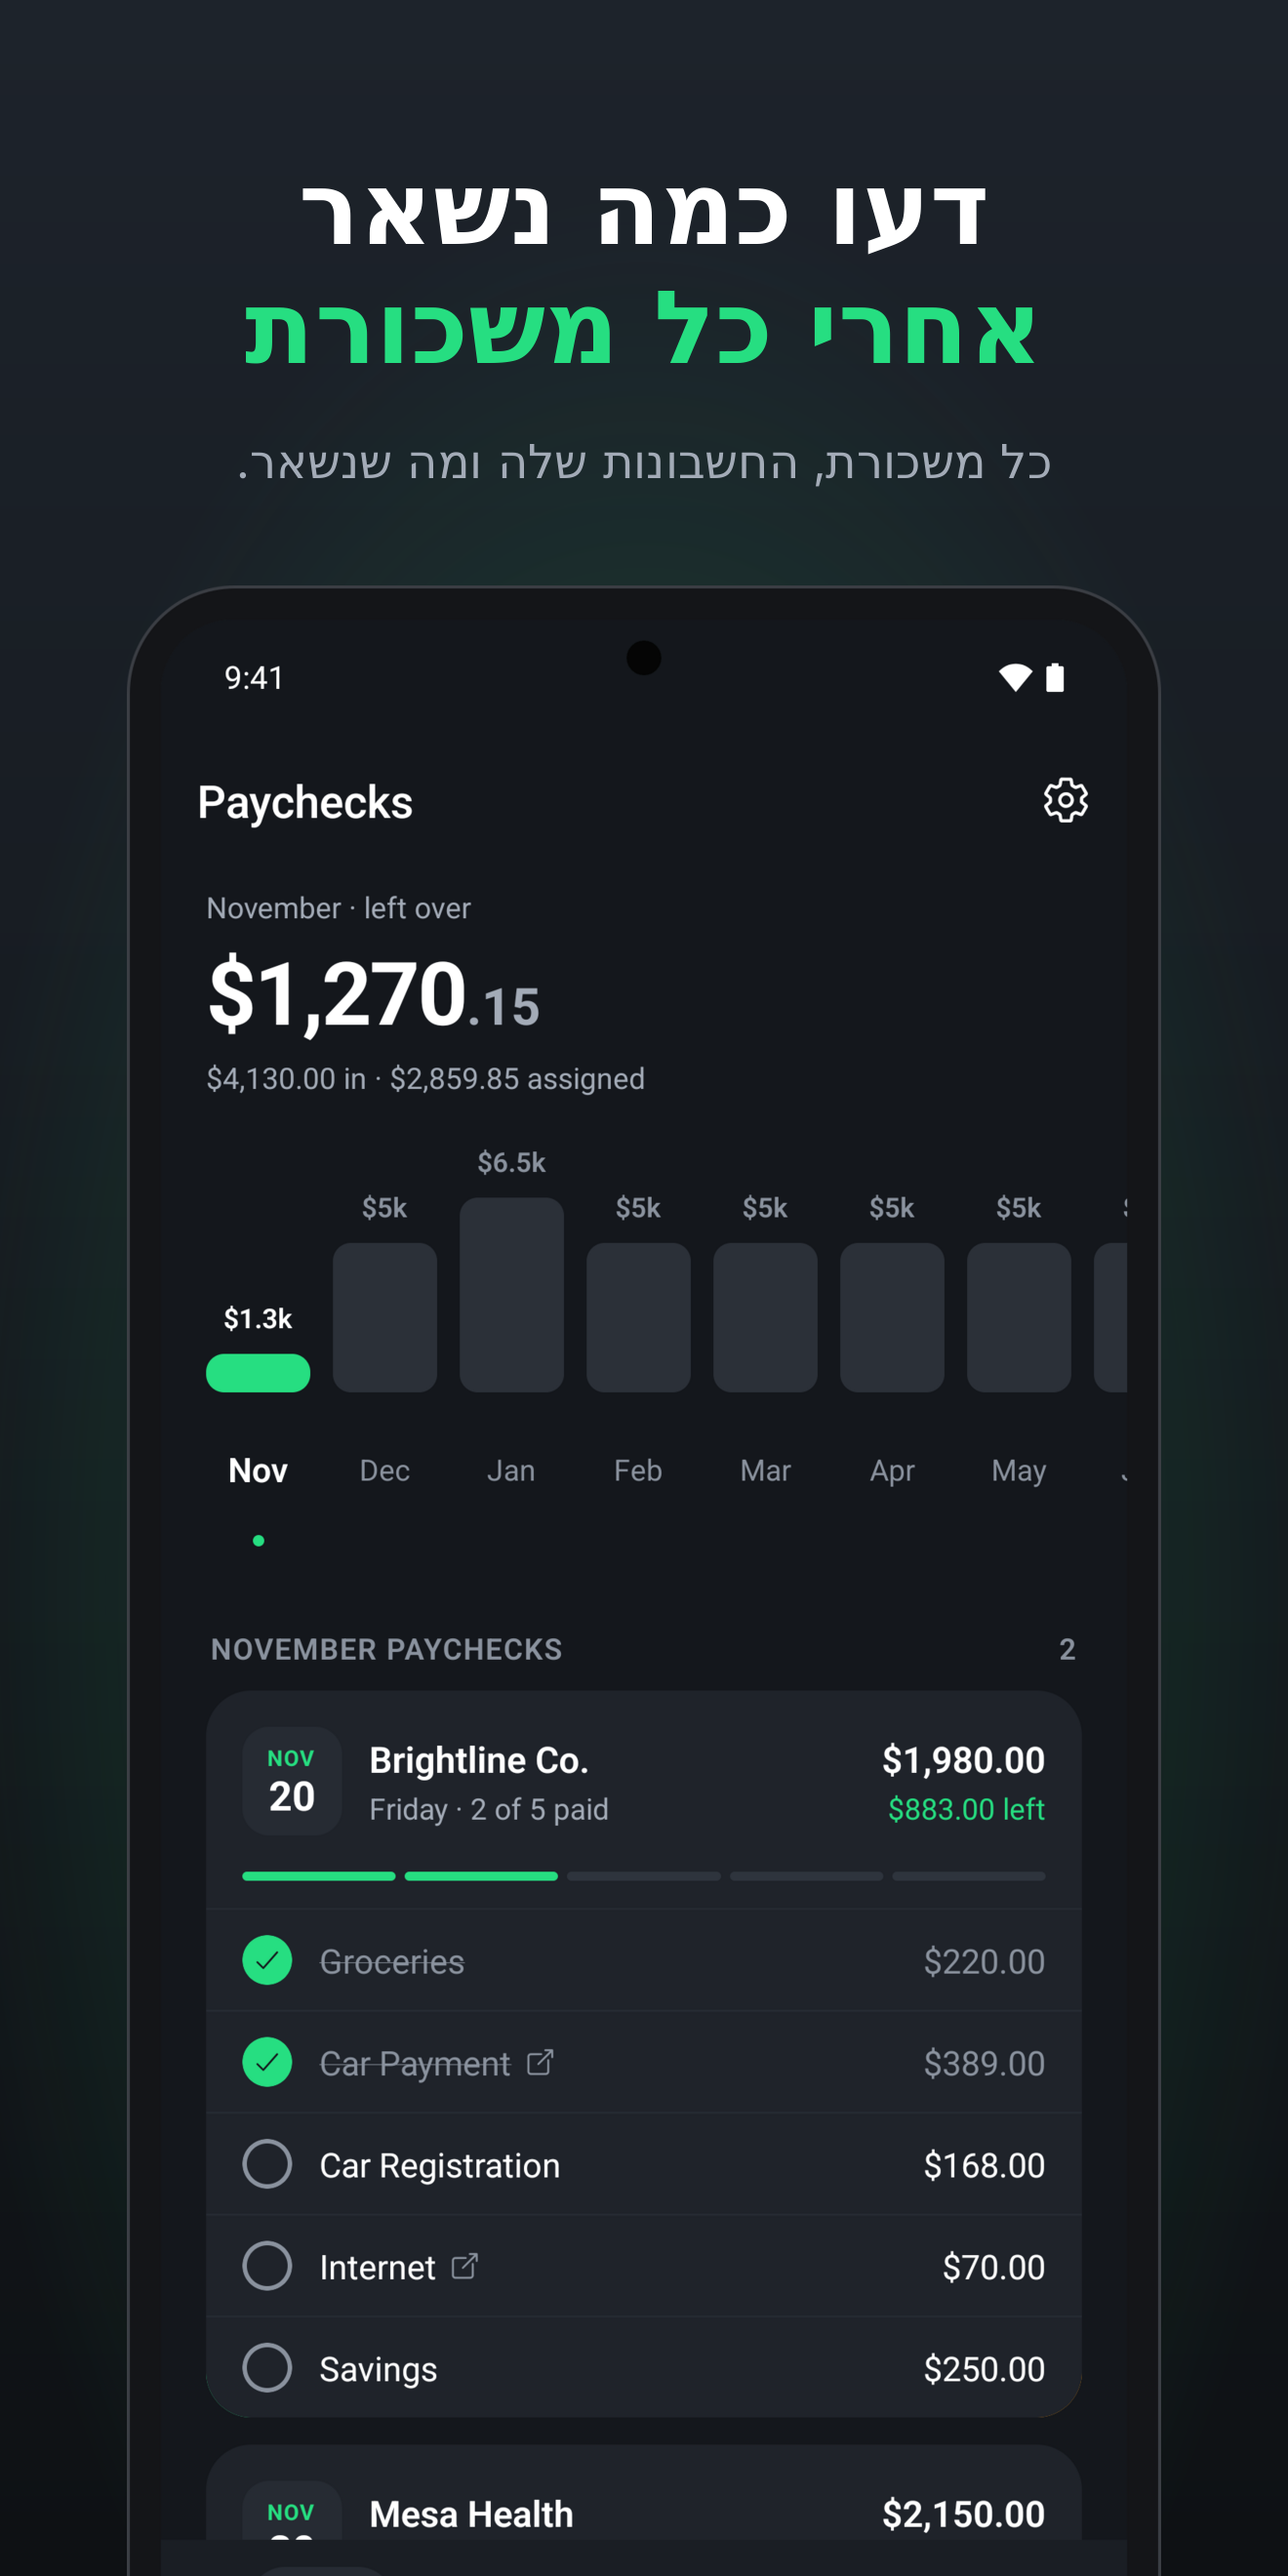 דעו כמה נשאר
אחרי כל משכורת
כל משכורת, החשבונות שלה ומה שנשאר.
9:41
Paychecks
November · left over
$1,270.15
$4,130.00 in · $2,859.85 assigned
$1.3k $5k $6.5k $5k $5k $5k $5k
Nov Dec Jan Feb Mar Apr May
NOVEMBER PAYCHECKS 2
NOV 20
Brightline Co. $1,980.00
Friday · 2 of 5 paid $883.00 left
Groceries $220.00
Car Payment $389.00
Car Registration $168.00
Internet $70.00
Savings $250.00
NOV
Mesa Health $2,150.00